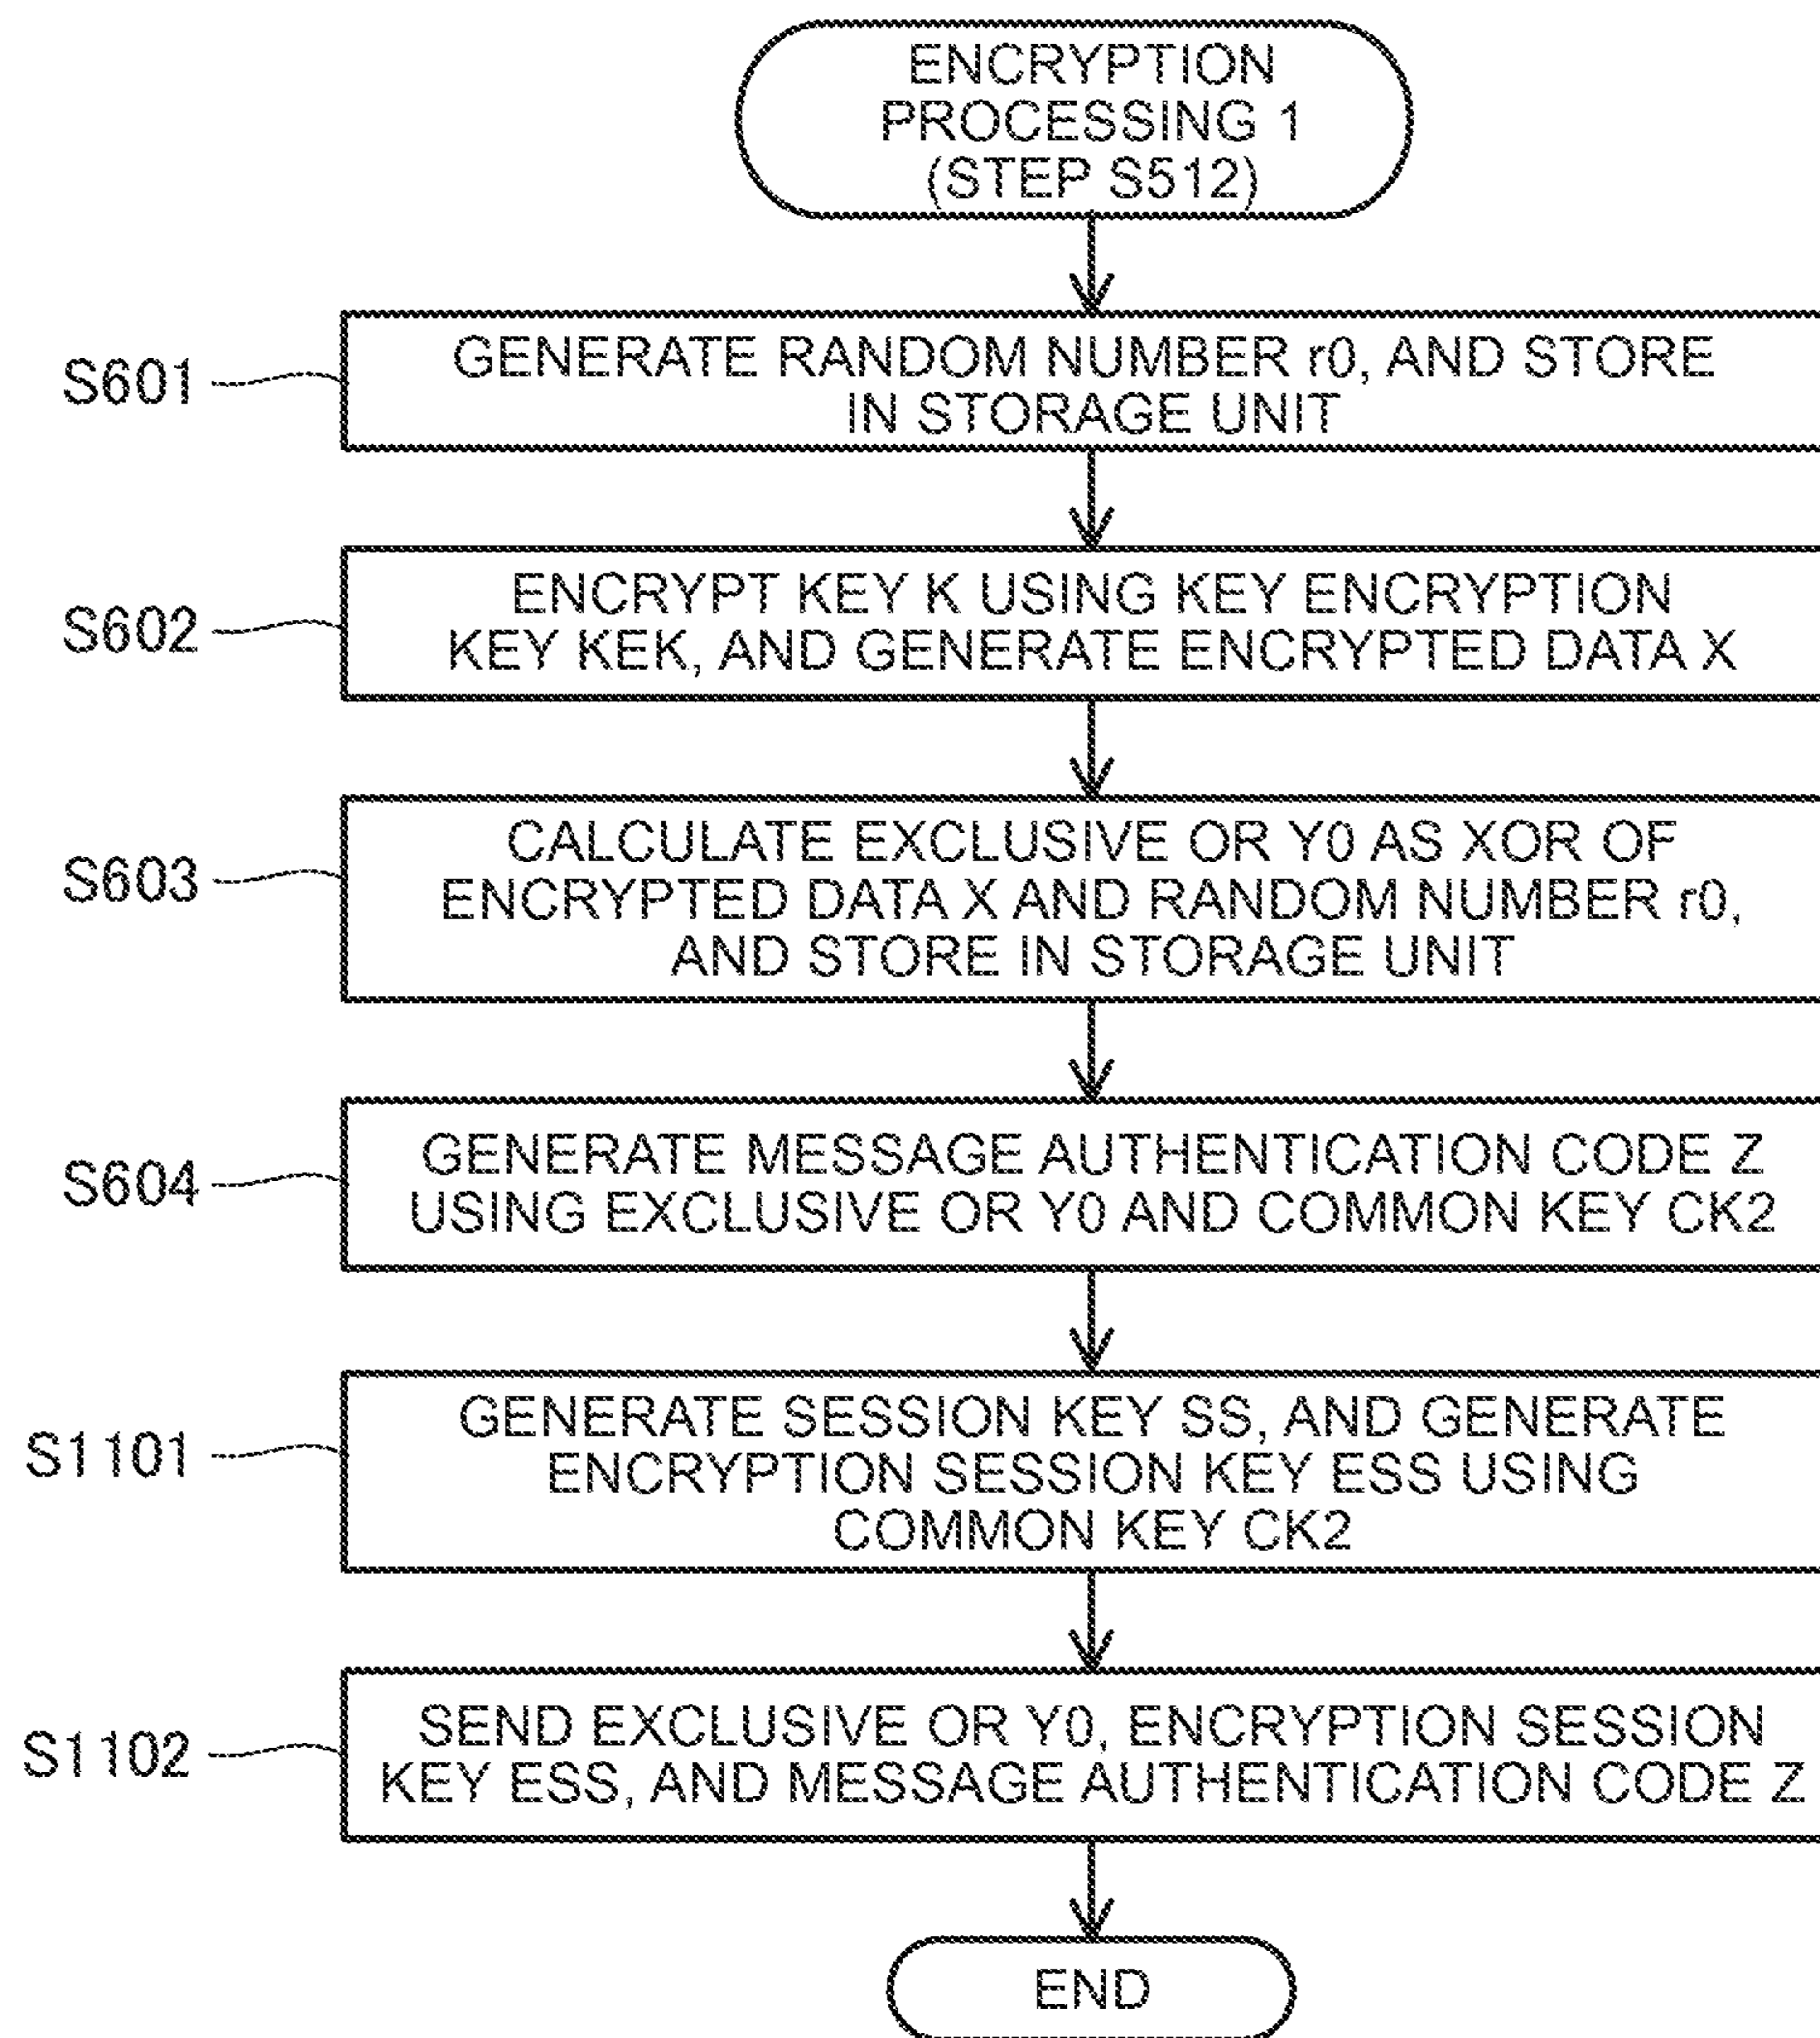 ENCRYPTION
PROCESSING 1
(STEP S512)
S601
GENERATE RANDOM NUMBER r0, AND STORE
IN STORAGE UNIT
S602
ENCRYPT KEY K USING KEY ENCRYPTION
KEY KEK, AND GENERATE ENCRYPTED DATA X
S603
CALCULATE EXCLUSIVE OR Y0 AS XOR OF
ENCRYPTED DATA X AND RANDOM NUMBER r0,
AND STORE IN STORAGE UNIT
S604
GENERATE MESSAGE AUTHENTICATION CODE Z
USING EXCLUSIVE OR Y0 AND COMMON KEY CK2
S1101
GENERATE SESSION KEY SS, AND GENERATE
ENCRYPTION SESSION KEY ESS USING
COMMON KEY CK2
S1102
SEND EXCLUSIVE OR Y0, ENCRYPTION SESSION
KEY ESS, AND MESSAGE AUTHENTICATION CODE Z
END